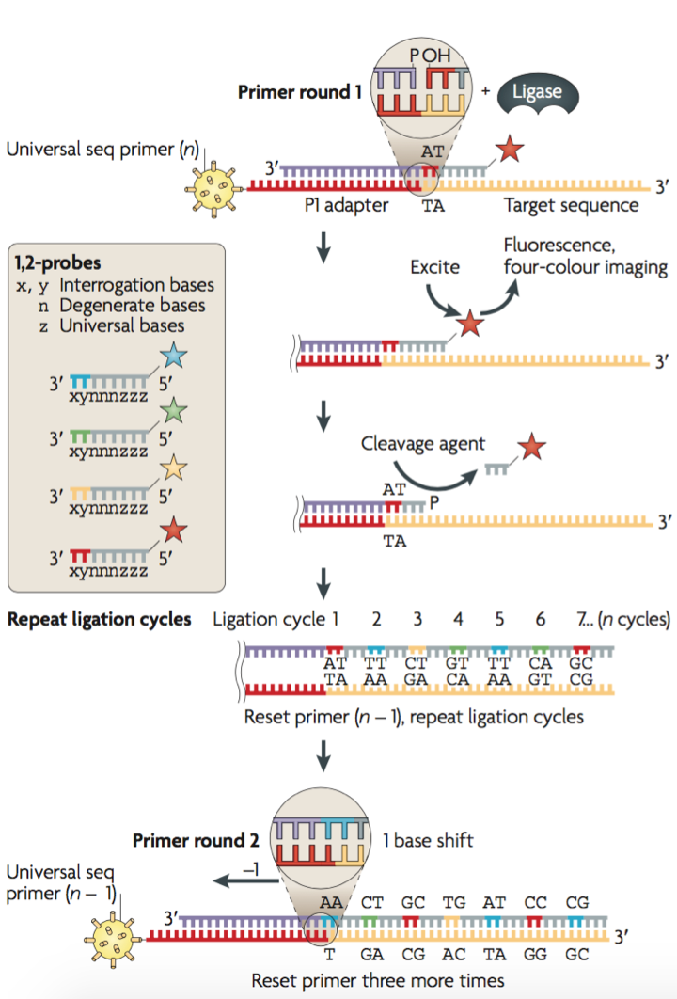 P OH
Primer round 1
+
Ligase
Universal seq primer (n)
AT
3′
3′
P1 adapter
TA
Target sequence
1,2-probes
x, y Interrogation bases
n Degenerate bases
z Universal bases
3′ 5′
xynnnzzz
3′ 5′
xynnnzzz
3′ 5′
xynnnzzz
3′ 5′
xynnnzzz
Excite
Fluorescence,
four-colour imaging
3′
Cleavage agent
AT
P
3′
TA
Repeat ligation cycles
Ligation cycle 1 2 3 4 5 6 7... (n cycles)
AT TT CT GT TT CA GC
TA AA GA CA AA GT CG
Reset primer (n – 1), repeat ligation cycles
Primer round 2
1 base shift
–1
Universal seq
primer (n – 1)
AA CT GC TG AT CC CG
3′
3′
T GA CG AC TA GG GC
Reset primer three more times